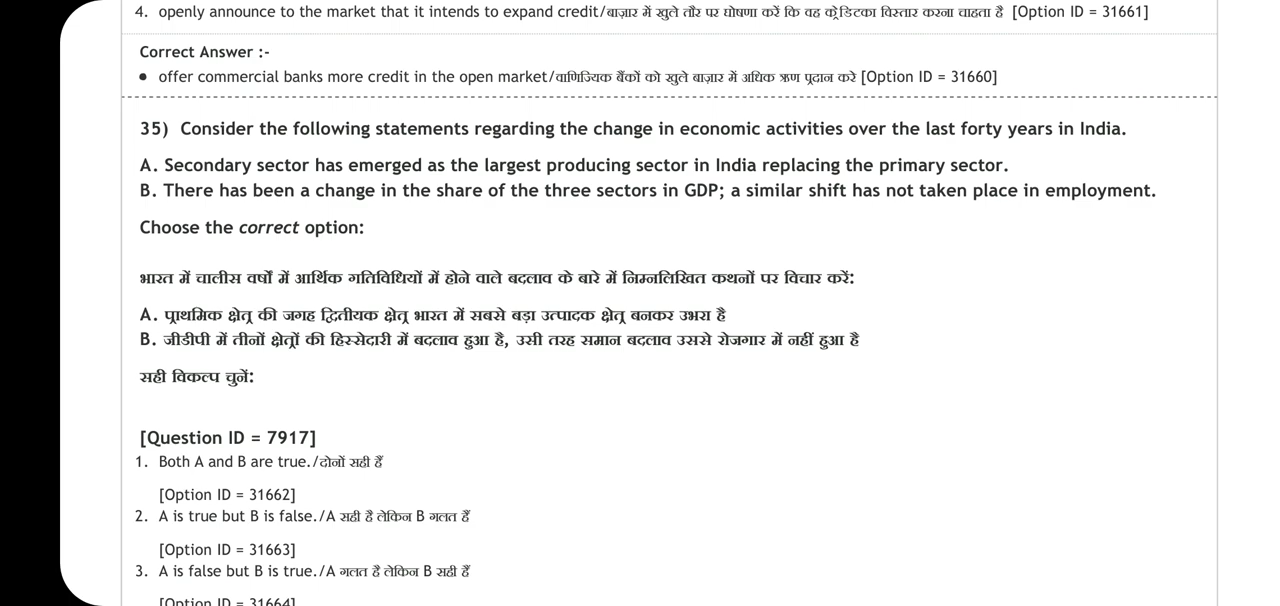 4. openly announce to the market that it intends to expand credit/बाज़ार में खुले तौर पर घोषणा करें कि वह क्रेडिटका विस्तार करना चाहता है [Option ID = 31661]
Correct Answer :-
• offer commercial banks more credit in the open market/वाणिज्यिक बैंकों को खुले बाज़ार में अधिक ऋण प्रदान करे [Option ID = 31660]
35) Consider the following statements regarding the change in economic activities over the last forty years in India.
A. Secondary sector has emerged as the largest producing sector in India replacing the primary sector.
B. There has been a change in the share of the three sectors in GDP; a similar shift has not taken place in employment.
Choose the correct option:
भारत में चालीस वर्षों में आर्थिक गतिविधियों में होने वाले बदलाव के बारे में निम्नलिखित कथनों पर विचार करें:
A. प्राथमिक क्षेत्र की जगह द्वितीयक क्षेत्र भारत में सबसे बड़ा उत्पादक क्षेत्र बनकर उभरा है
B. जीडीपी में तीनों क्षेत्रों की हिस्सेदारी में बदलाव हुआ है, उसी तरह समान बदलाव उससे रोजगार में नहीं हुआ है
सही विकल्प चुनें:
[Question ID = 7917]
1. Both A and B are true./दोनों सही हैं
[Option ID = 31662]
2. A is true but B is false./A सही है लेकिन B गलत हैं
[Option ID = 31663]
3. A is false but B is true./A गलत है लेकिन B सही हैं
[Option ID = 31664]